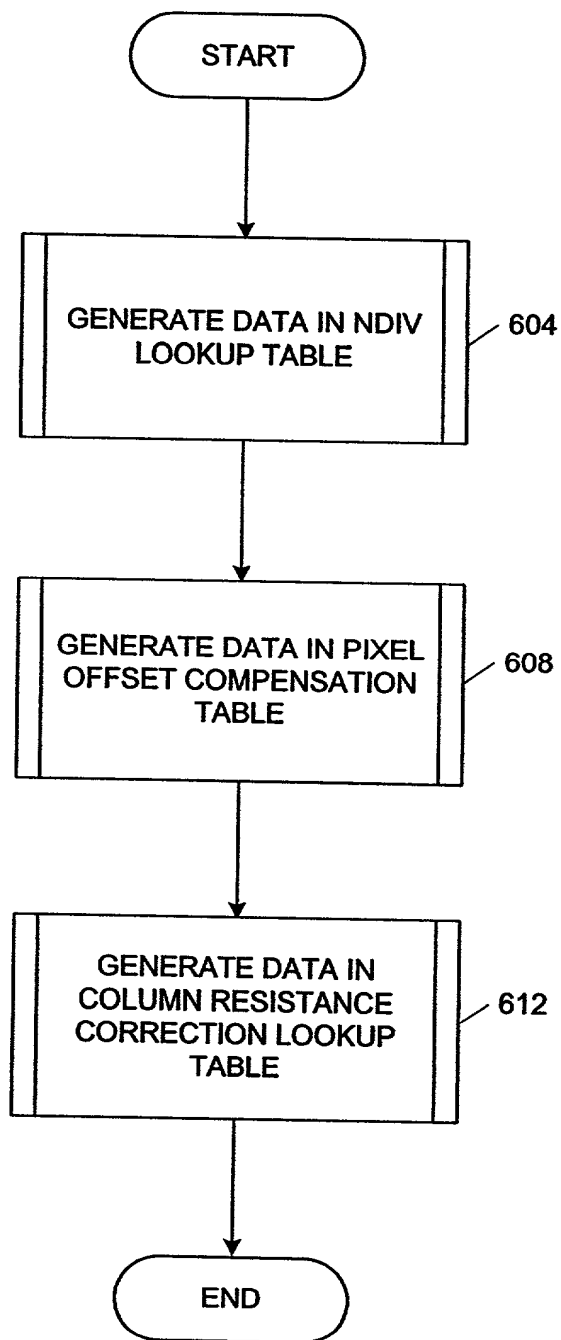 START
GENERATE DATA IN NDIV
LOOKUP TABLE
604
GENERATE DATA IN PIXEL
OFFSET COMPENSATION
TABLE
608
GENERATE DATA IN
COLUMN RESISTANCE
CORRECTION LOOKUP
TABLE
612
END